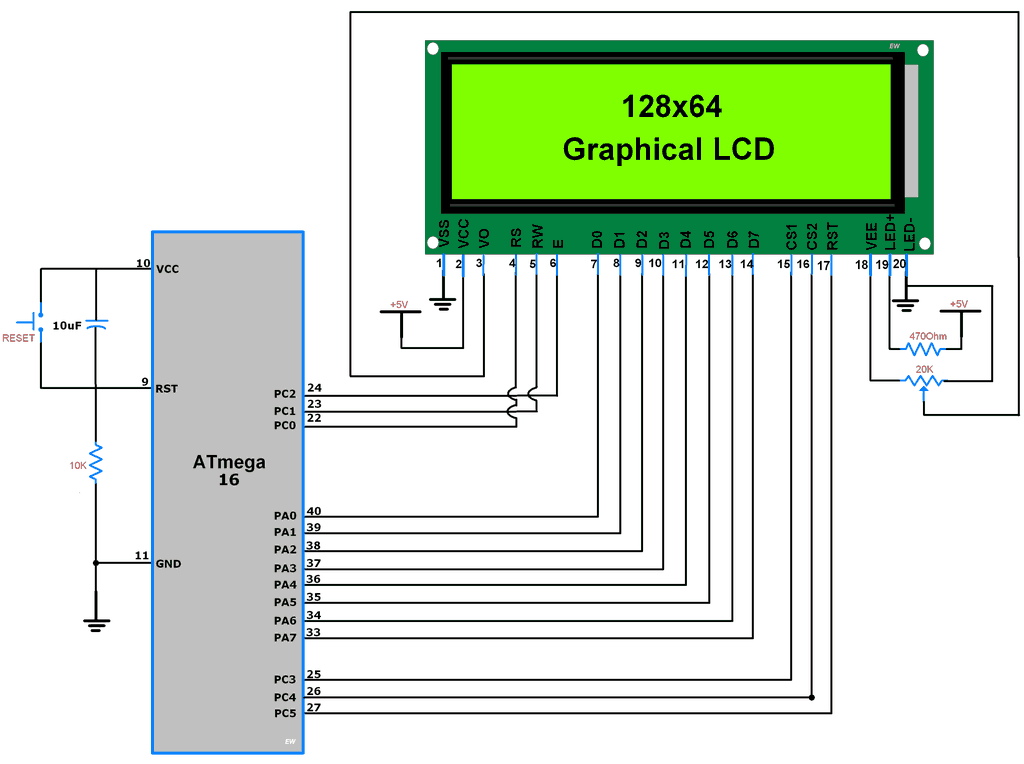 EW
128x64
Graphical LCD
VSS
VCC
VO
RS
RW
E
D0
D1
D2
D3
D4
D5
D6
D7
CS1
CS2
RST
VEE
LED+
LED-
1
2
3
4
5
6
7
8
9
10
11
12
13
14
15
16
17
18
19
20
+5V
+5V
470Ohm
20K
10 VCC
10uF
RESET
9 RST
10K
11 GND
ATmega
16
PC2 24
PC1 23
PC0 22
PA0 40
PA1 39
PA2 38
PA3 37
PA4 36
PA5 35
PA6 34
PA7 33
PC3 25
PC4 26
PC5 27
EW